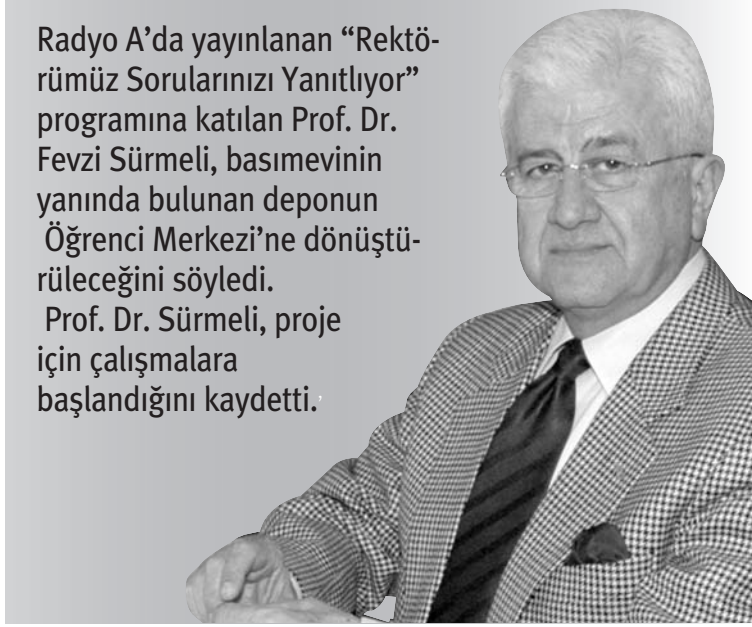 Radyo A’da yayınlanan “Rektö-
rümüz Sorularınızı Yanıtlıyor”
programına katılan Prof. Dr.
Fevzi Sürmeli, basımevinin
yanında bulunan deponun
Öğrenci Merkezi’ne dönüştü-
rüleceğini söyledi.
Prof. Dr. Sürmeli, proje
için çalışmalara
başlandığını kaydetti.